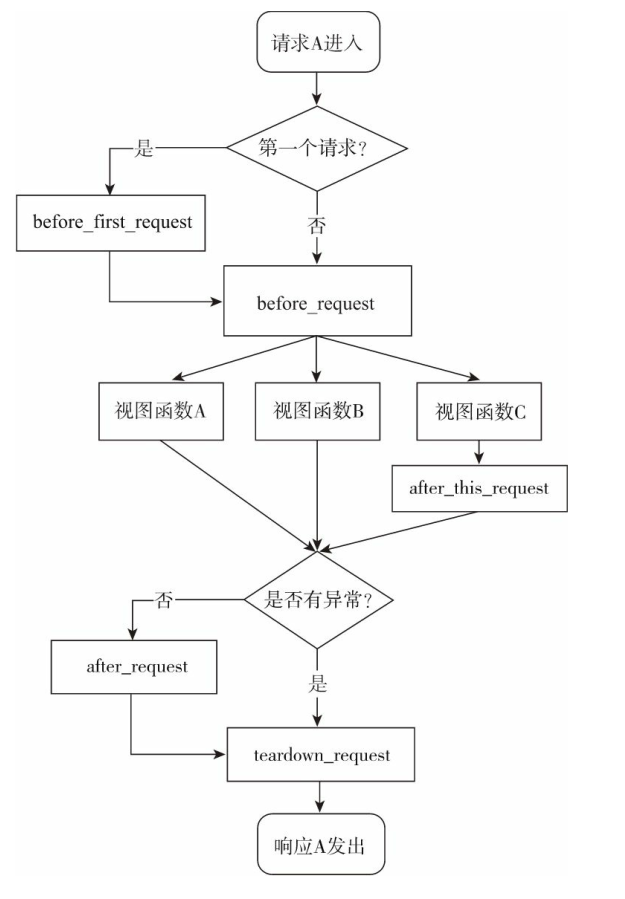 请求A进入
第一个请求?
是
before_first_request
否
before_request
视图函数A
视图函数B
视图函数C
after_this_request
是否有异常?
否
after_request
是
teardown_request
响应A发出